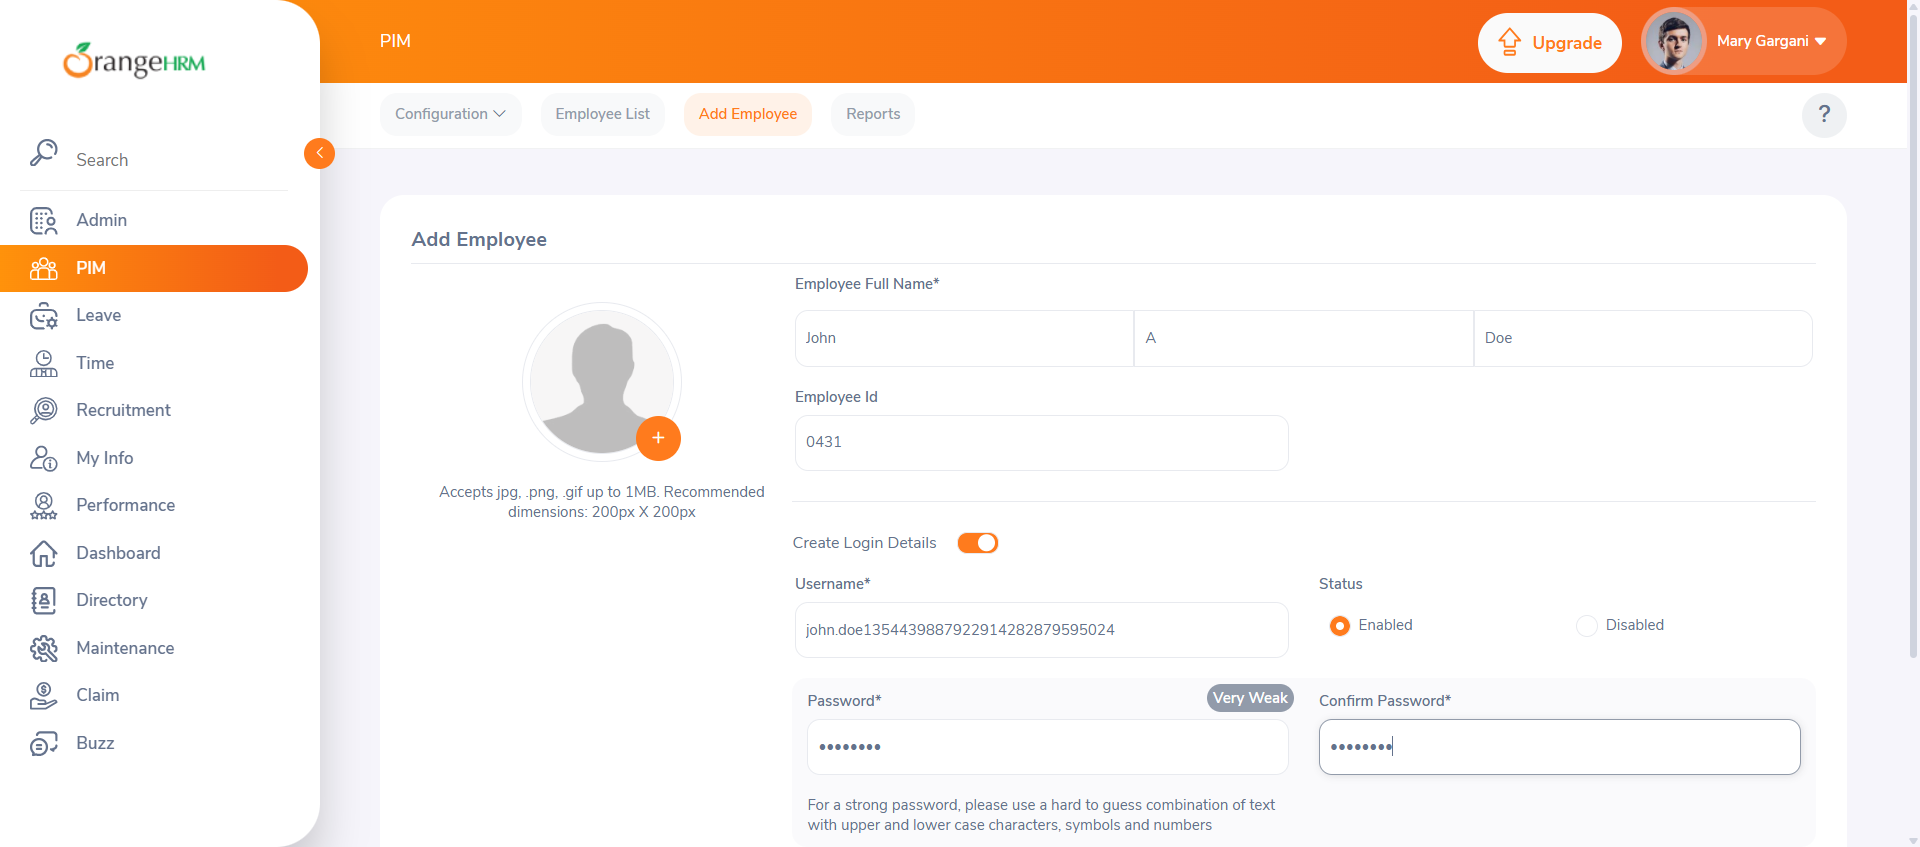 OrangeHRM
PIM
Upgrade
Mary Gargani
Configuration
Employee List
Add Employee
Reports
?
Search
Admin
PIM
Leave
Time
Recruitment
My Info
Performance
Dashboard
Directory
Maintenance
Claim
Buzz
Add Employee
Accepts jpg, .png, .gif up to 1MB. Recommended
dimensions: 200px X 200px
Employee Full Name*
John
A
Doe
Employee Id
0431
Create Login Details
Username*
john.doe1354439887922914282879595024
Status
Enabled
Disabled
Password*
Very Weak
••••••••
For a strong password, please use a hard to guess combination of text
with upper and lower case characters, symbols and numbers
Confirm Password*
••••••••